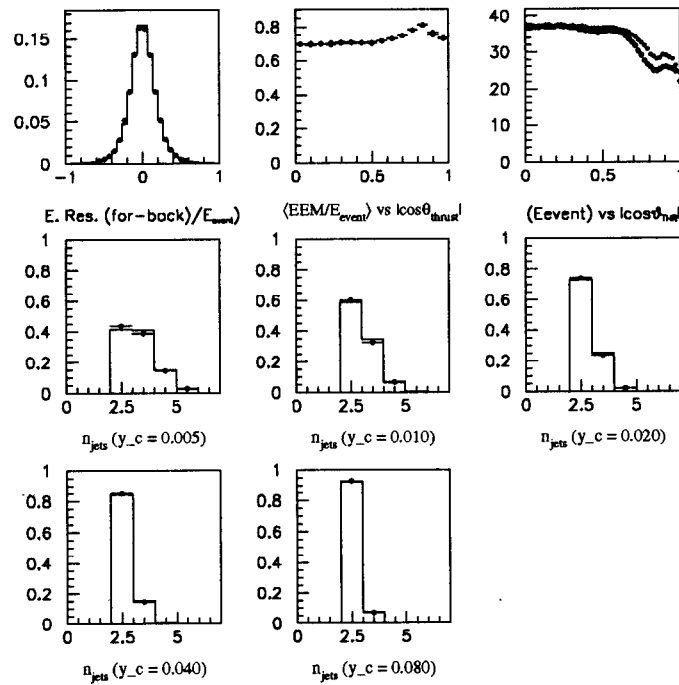 0.15
0.1
0.05
0
-1 0 1
0.8
0.6
0.4
0.2
0
0 0.5 1
40
30
20
10
0
0 0.5 1
E. Res. (for-back)/E_event)
⟨EEM/E_event⟩ vs |cosθ_thrust|
(Eevent) vs |cosϑ_THR|
1
0.8
0.6
0.4
0.2
0
0 2.5 5
n_jets (y_c = 0.005)
1
0.8
0.6
0.4
0.2
0
0 2.5 5
n_jets (y_c = 0.010)
1
0.8
0.6
0.4
0.2
0
0 2.5 5
n_jets (y_c = 0.020)
1
0.8
0.6
0.4
0.2
0
0 2.5 5
n_jets (y_c = 0.040)
1
0.8
0.6
0.4
0.2
0
0 2.5 5
n_jets (y_c = 0.080)